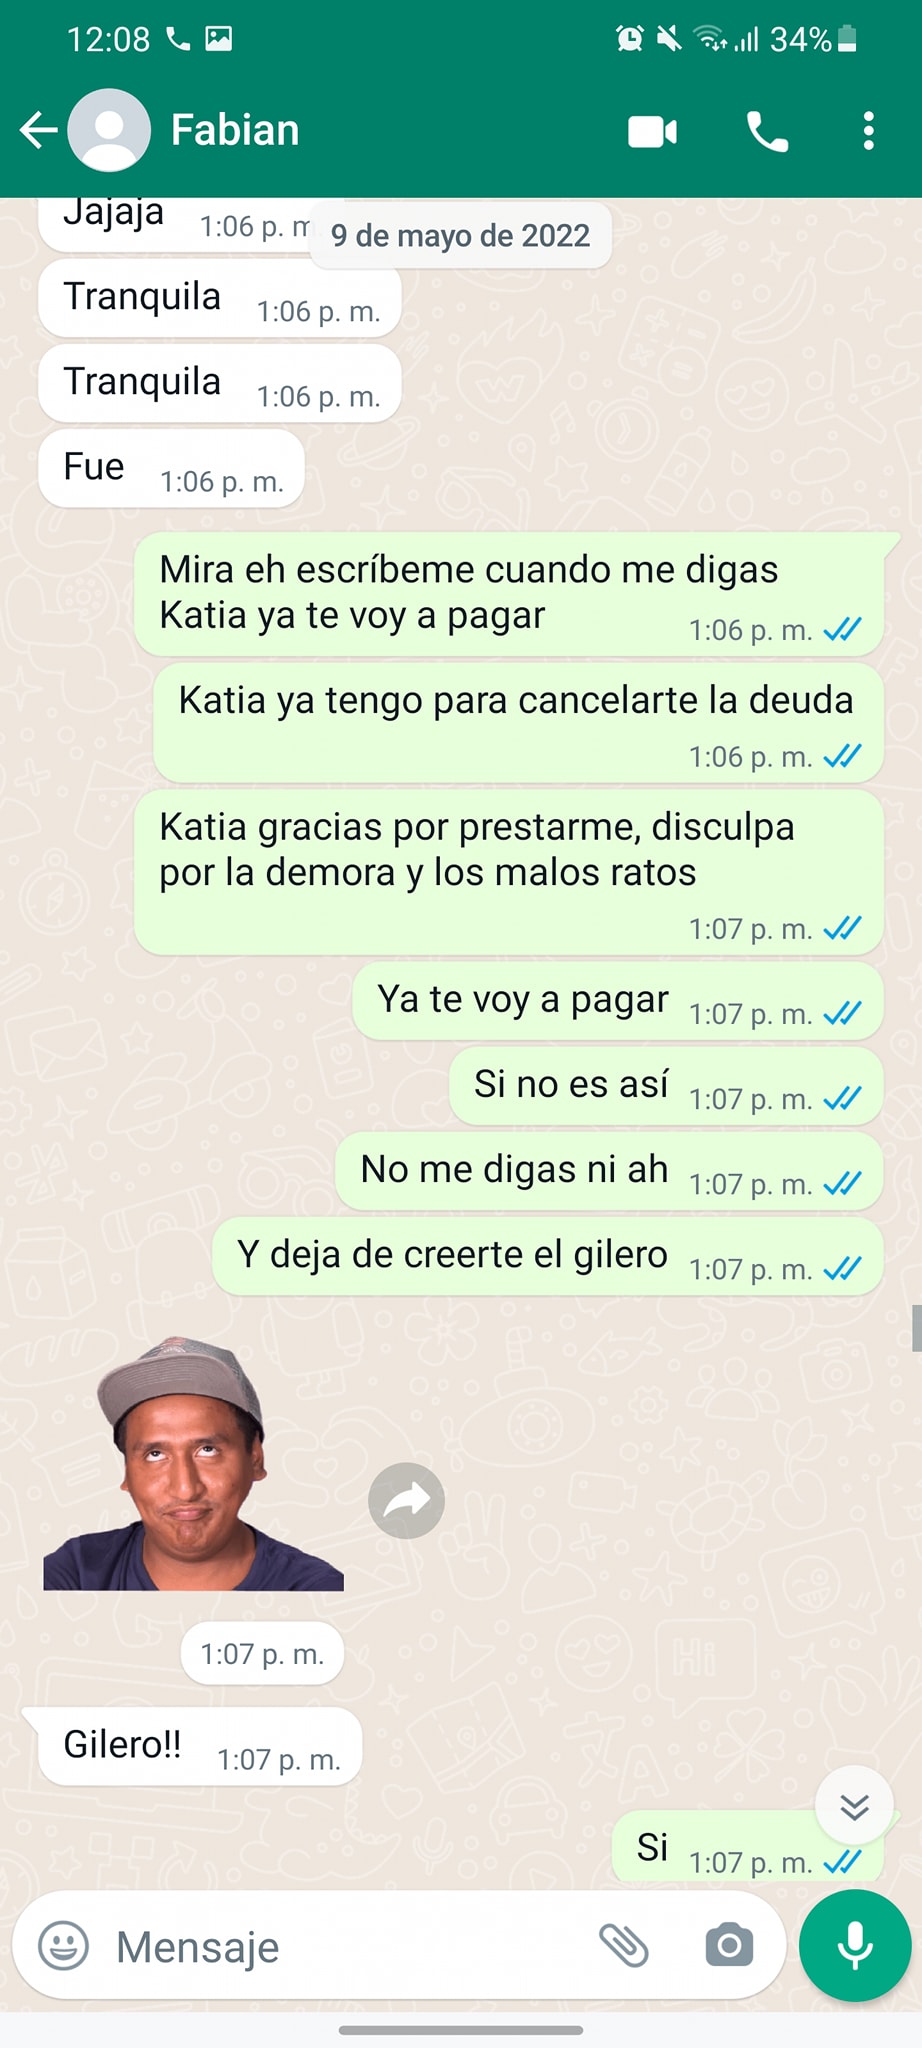 12:08
34%
Fabian
Jajaja 1:06 p. m.
9 de mayo de 2022
Tranquila 1:06 p. m.
Tranquila 1:06 p. m.
Fue 1:06 p. m.
Mira eh escríbeme cuando me digas
Katia ya te voy a pagar 1:06 p. m.
Katia ya tengo para cancelarte la deuda
1:06 p. m.
Katia gracias por prestarme, disculpa
por la demora y los malos ratos
1:07 p. m.
Ya te voy a pagar 1:07 p. m.
Si no es así 1:07 p. m.
No me digas ni ah 1:07 p. m.
Y deja de creerte el gilero 1:07 p. m.
1:07 p. m.
Gilero!! 1:07 p. m.
Si 1:07 p. m.
Mensaje